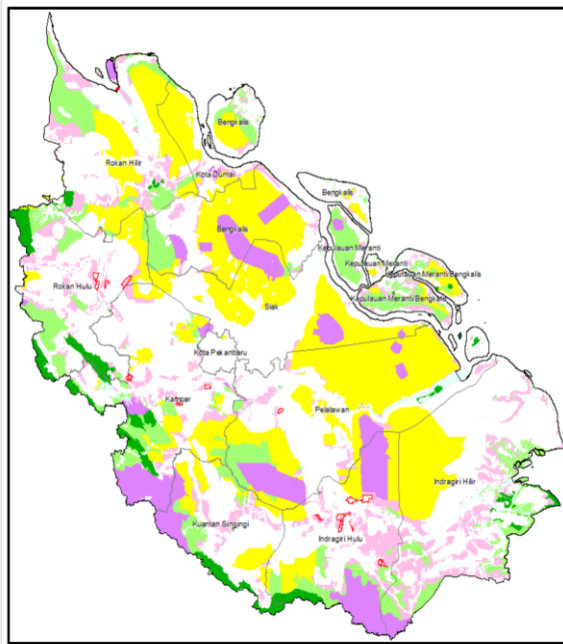 Bengkalis
Rokan Hilir
Kota Dumai
Bengkalis
Bengkalis
Kepulauan Meranti
Kepulauan Meranti
Kepulauan Meranti/Bengkalis
Kepulauan Meranti/Bengkalis
Rokan Hulu
Siak
Kota Pekanbaru
Kampar
Pelalawan
Indragiri Hilir
Kuantan Singingi
Indragiri Hulu